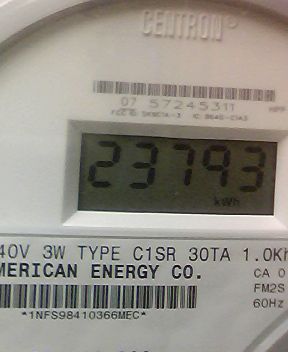 CENTRON®
07 57245311
23793
kWh
40V 3W TYPE C1SR 30TA 1.0Kh
MERICAN ENERGY CO.
CA 0
FM2S
60Hz
*1NFS98410366MEC*